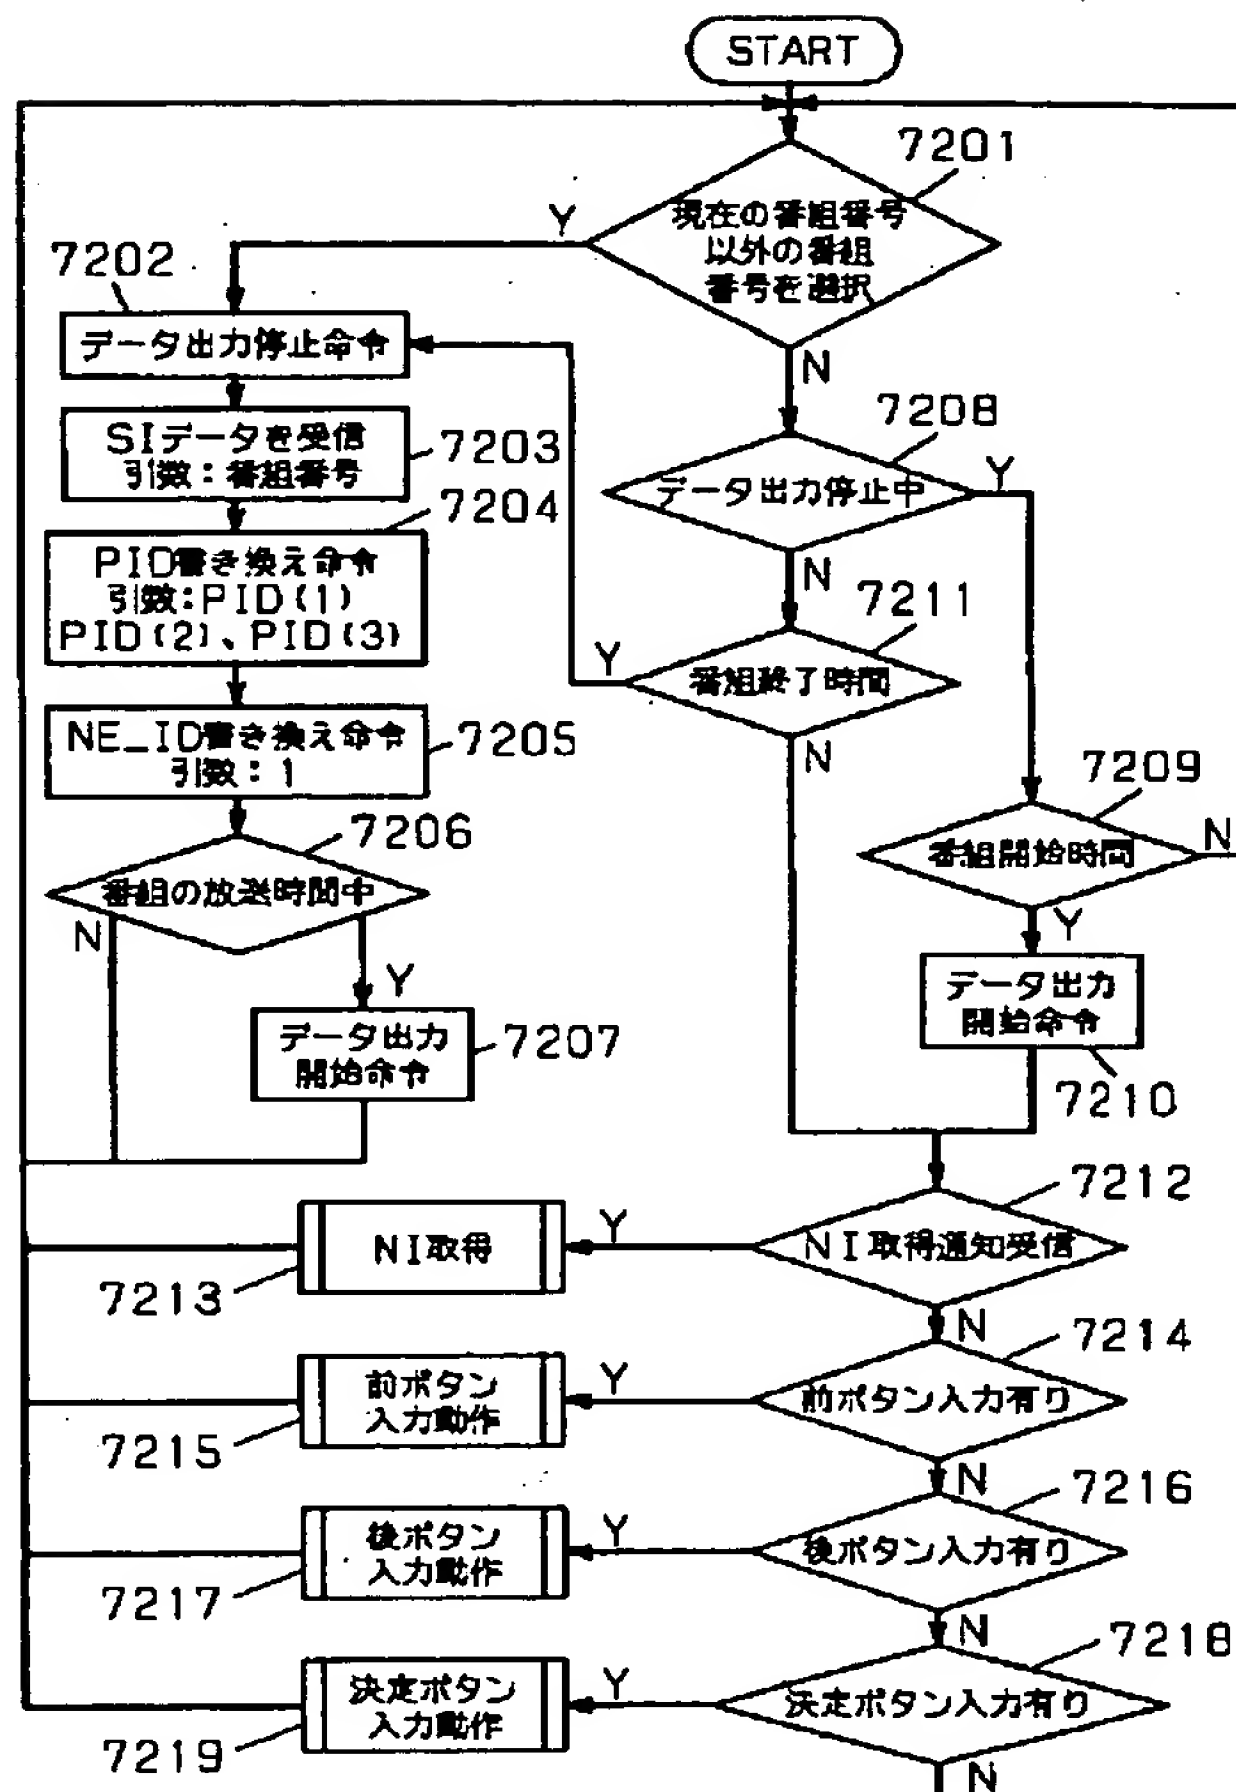 START
7201
現在の番組番号
以外の番組
番号を選択
Y
N
7202
データ出力停止命令
SIデータを受信
引数:番組番号
7203
7204
PID書き換え命令
引数:PID(1)
PID(2)、PID(3)
NE_ID書き換え命令
引数:1
7205
7206
番組の放送時間中
N
Y
データ出力
開始命令
7207
7208
データ出力停止中
Y
N
7211
番組終了時間
Y
N
7209
番組開始時間
N
Y
データ出力
開始命令
7210
7212
NI取得通知受信
Y
NI取得
7213
N
7214
前ボタン入力有り
Y
前ボタン
入力動作
7215
N
7216
後ボタン入力有り
Y
後ボタン
入力動作
7217
N
7218
決定ボタン入力有り
Y
決定ボタン
入力動作
7219
N